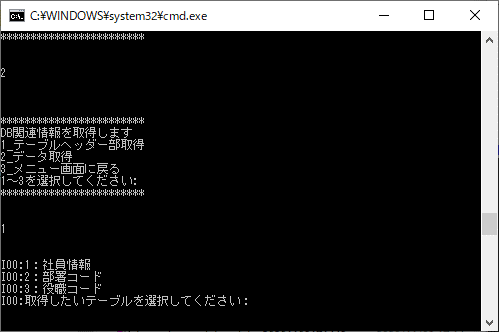 C:¥WINDOWS¥system32¥cmd.exe
************************
2
************************
DB関連情報を取得します
1_テーブルヘッダー部取得
2_データ取得
3_メニュー画面に戻る
1～3を選択してください:
************************
1
I00:1：社員情報
I00:2：部署コード
I00:3：役職コード
I00:取得したいテーブルを選択してください：